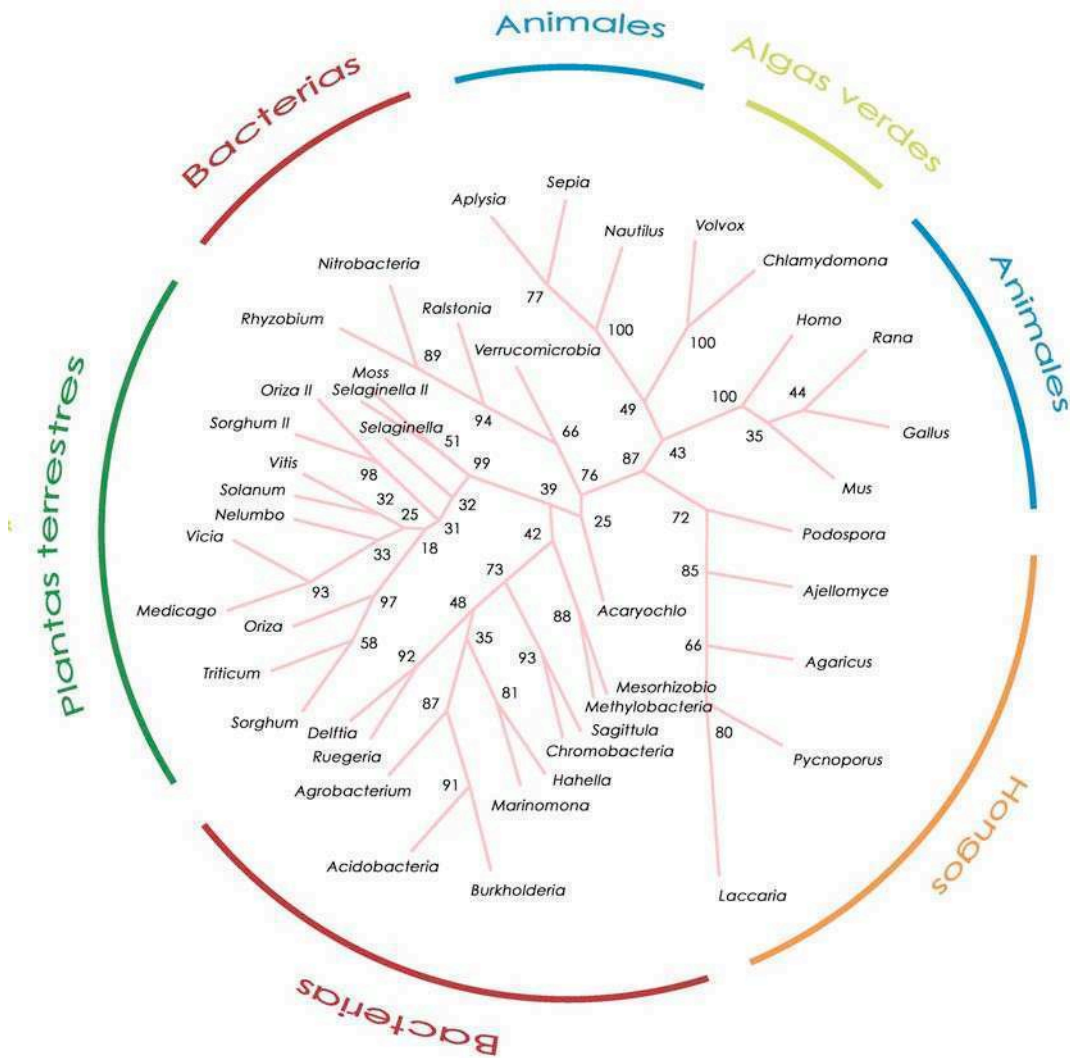 Animales
Algas verdes
Bacterias
Animales
Plantas terrestres
Hongos
Bacterias
Sepia
Aplysia
Volvox
Nautilus
Chlamydomona
Nitrobacteria
77
Ralstonia
Homo
Rhyzobium
100
Rana
100
Verrucomicrobia
89
Moss
Selaginella II
Oriza II
44
100
49
94
Sorghum II
Selaginella
66
35
Gallus
51
43
87
Vitis
99
98
76
39
Mus
Solanum
32
32
25
Nelumbo
31
25
72
Podospora
Vicia
18
42
33
73
85
93
Ajellomyce
Medicago
97
48
Acaryochlo
Oriza
88
58
35
66
92
93
Agaricus
Triticum
Mesorhizobio
81
87
Methylobacteria
Sorghum
Delftia
Sagittula
80
Ruegeria
Chromobacteria
Pycnoporus
Agrobacterium
91
Hahella
Marinomona
Acidobacteria
Burkholderia
Laccaria